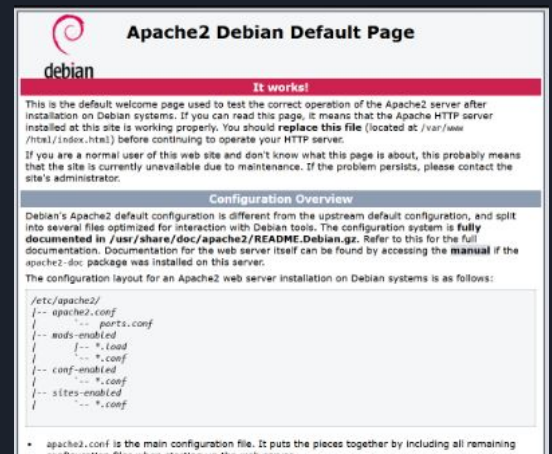 debian
Apache2 Debian Default Page
It works!
This is the default welcome page used to test the correct operation of the Apache2 server after
installation on Debian systems. If you can read this page, it means that the Apache HTTP server
installed at this site is working properly. You should replace this file (located at /var/www
/html/index.html) before continuing to operate your HTTP server.
If you are a normal user of this web site and don't know what this page is about, this probably means
that the site is currently unavailable due to maintenance. If the problem persists, please contact the
site's administrator.
Configuration Overview
Debian's Apache2 default configuration is different from the upstream default configuration, and split
into several files optimized for interaction with Debian tools. The configuration system is fully
documented in /usr/share/doc/apache2/README.Debian.gz. Refer to this for the full
documentation. Documentation for the web server itself can be found by accessing the manual if the
apache2-doc package was installed on this server.
The configuration layout for an Apache2 web server installation on Debian systems is as follows:
/etc/apache2/
|-- apache2.conf
|       `--  ports.conf
|-- mods-enabled
|       |-- *.load
|       `-- *.conf
|-- conf-enabled
|       `-- *.conf
|-- sites-enabled
|       `-- *.conf
• apache2.conf is the main configuration file. It puts the pieces together by including all remaining
configuration files when starting up the web server.